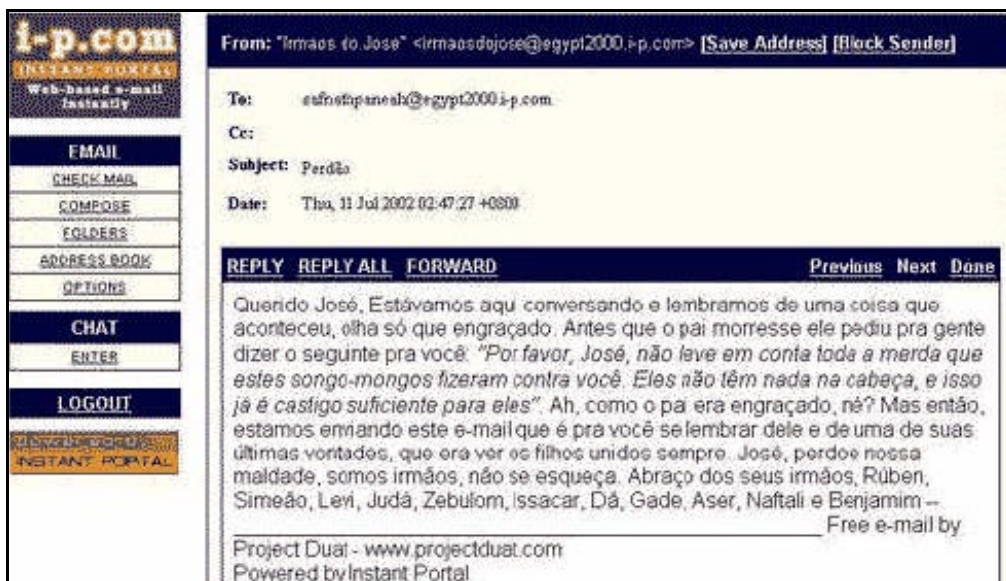 i-p.com
INSTANT PORTAL
Web-based e-mail
Instantly
EMAIL
CHECK MAIL
COMPOSE
FOLDERS
ADDRESS BOOK
OPTIONS
CHAT
ENTER
LOGOUT
INSTANT PORTAL
From: "Irmaos do Jose" <irmaosdojose@egypt2000.i-p.com> [Save Address] [Block Sender]
To: zafnathpaneah@egypt2000.i-p.com
Cc:
Subject: Perdão
Date: Thu, 11 Jul 2002 02:47:27 +0800
REPLY REPLY ALL FORWARD Previous Next Done
Querido José, Estávamos aqui conversando e lembramos de uma coisa que
aconteceu, olha só que engraçado. Antes que o pai morresse ele pediu pra gente
dizer o seguinte pra você: "Por favor, José, não leve em conta toda a merda que
estes songo-mongos fizeram contra você. Eles não têm nada na cabeça, e isso
já é castigo suficiente para eles". Ah, como o pai era engraçado, né? Mas então,
estamos enviando este e-mail que é pra você se lembrar dele e de uma de suas
últimas vontades, que era ver os filhos unidos sempre. José, perdoe nossa
maldade, somos irmãos, não se esqueça. Abraço dos seus irmãos, Rúben,
Simeão, Levi, Judá, Zebulom, Issacar, Dã, Gade, Aser, Naftali e Benjamim --
Free e-mail by
Project Duat - www.projectduat.com
Powered by Instant Portal